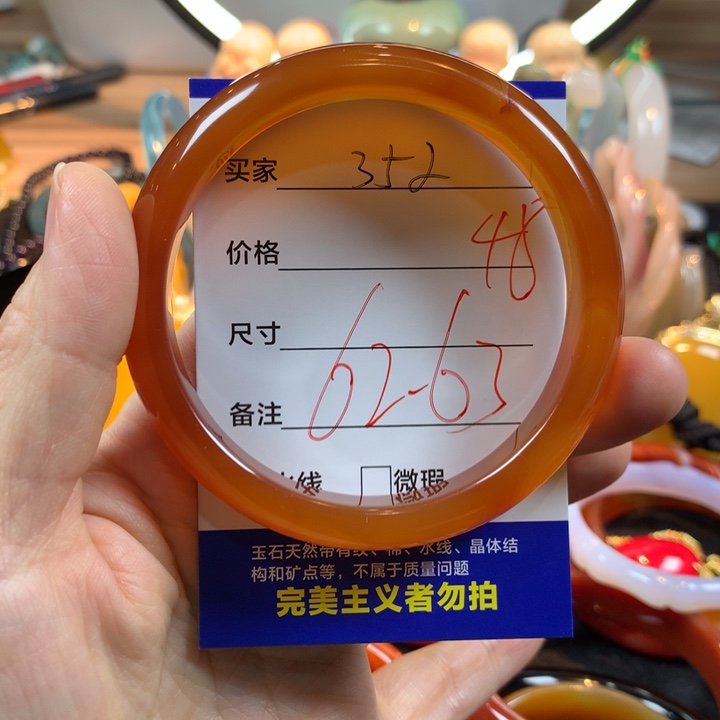 买家 352
价格 48
尺寸
62-63
备注
线 微瑕
玉石天然带有纹、棉、水线、晶体结
构和矿点等，不属于质量问题
完美主义者勿拍